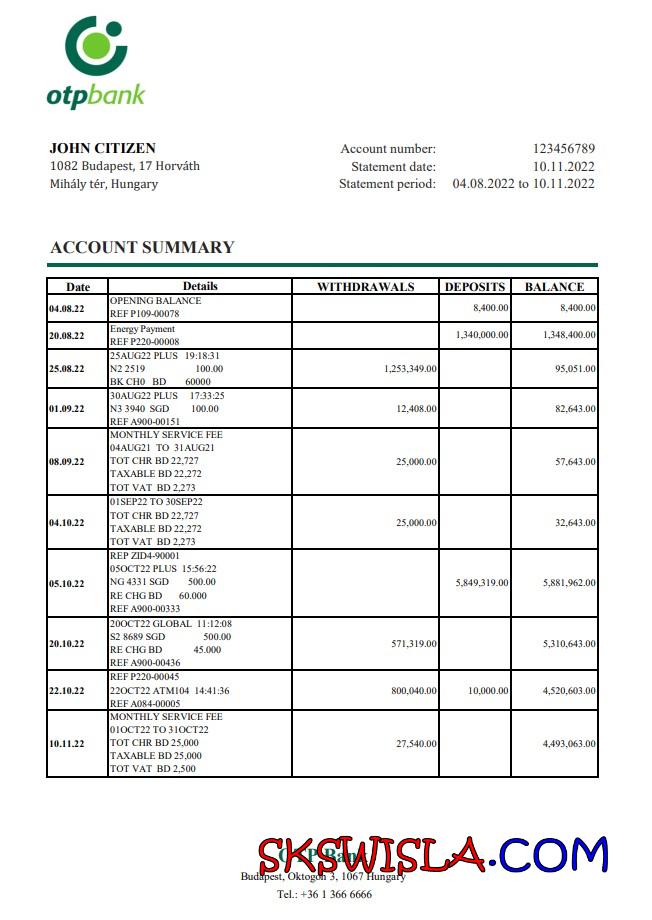 otpbank
JOHN CITIZEN
1082 Budapest, 17 Horváth
Mihály tér, Hungary
Account number: 123456789
Statement date: 10.11.2022
Statement period: 04.08.2022 to 10.11.2022
ACCOUNT SUMMARY
Date Details WITHDRAWALS DEPOSITS BALANCE
04.08.22 OPENING BALANCE 8,400.00 8,400.00
REF P109-00078
20.08.22 Energy Payment 1,340,000.00 1,348,400.00
REF P220-00008
25AUG22 PLUS 19:18:31
25.08.22 N2 2519 100.00 1,253,349.00 95,051.00
BK CH0 BD 60000
30AUG22 PLUS 17:33:25
01.09.22 N3 3940 SGD 100.00 12,408.00 82,643.00
REF A900-00151
MONTHLY SERVICE FEE
04AUG21 TO 31AUG21
08.09.22 TOT CHR BD 22,727 25,000.00 57,643.00
TAXABLE BD 22,272
TOT VAT BD 2,273
01SEP22 TO 30SEP22
04.10.22 TOT CHR BD 22,727 25,000.00 32,643.00
TAXABLE BD 22,272
TOT VAT BD 2,273
REP ZID4-90001
05OCT22 PLUS 15:56:22
05.10.22 NG 4331 SGD 500.00 5,849,319.00 5,881,962.00
RE CHG BD 60.000
REF A900-00333
20OCT22 GLOBAL 11:12:08
S2 8689 SGD 500.00
20.10.22 RE CHG BD 45.000 571,319.00 5,310,643.00
REF A900-00436
REF P220-00045
22.10.22 22OCT22 ATM104 14:41:36 800,040.00 10,000.00 4,520,603.00
REF A084-00005
MONTHLY SERVICE FEE
01OCT22 TO 31OCT22
10.11.22 TOT CHR BD 25,000 27,540.00 4,493,063.00
TAXABLE BD 25,000
TOT VAT BD 2,500
OTP Bank
SKSWISLA.COM
Budapest, Oktogon 3, 1067 Hungary
Tel.: +36 1 366 6666